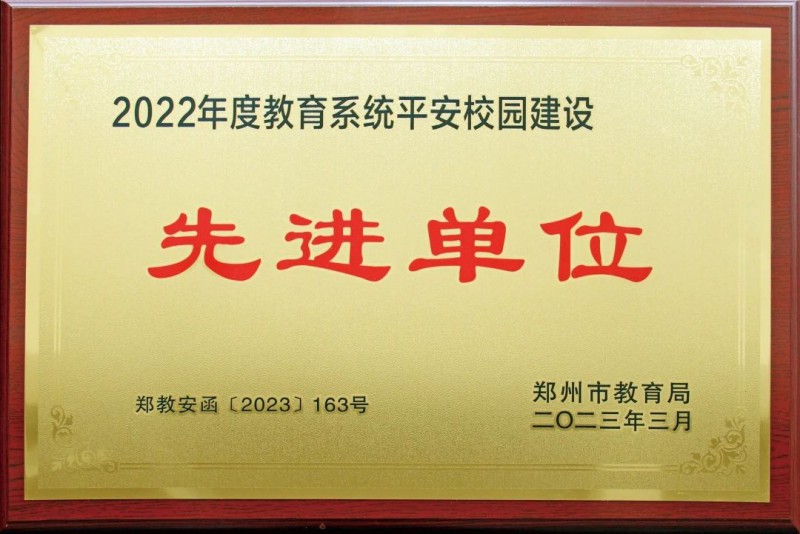 2022年度教育系统平安校园建设
先进单位
郑教安函〔2023〕163号
郑州市教育局
二〇二三年三月